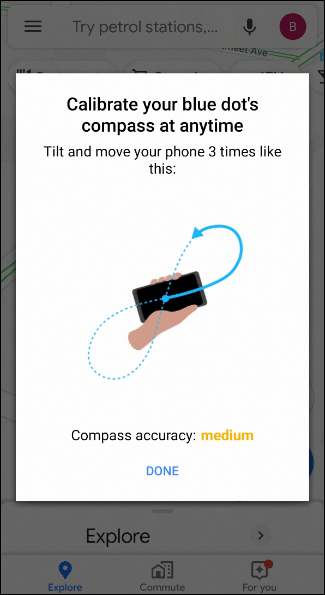 Try petrol stations,...
B
Calibrate your blue dot's
compass at anytime
Tilt and move your phone 3 times like
this:
Compass accuracy: medium
DONE
Explore
Explore
Commute
For you